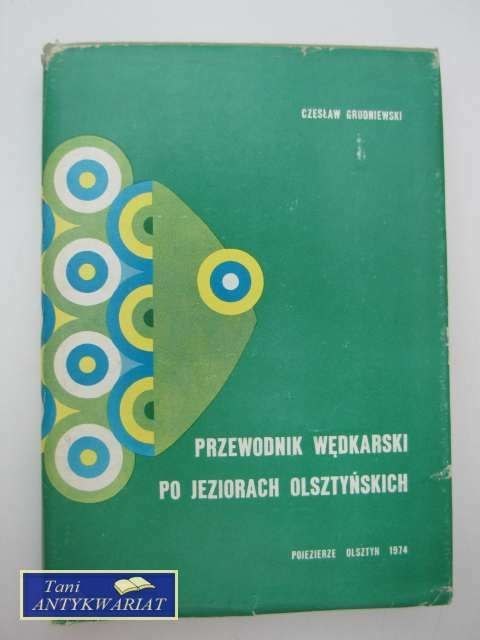 CZESŁAW GRUDNIEWSKI
PRZEWODNIK WĘDKARSKI
PO JEZIORACH OLSZTYŃSKICH
POJEZIERZE OLSZTYN 1974
Tani
ANTYKWARIAT